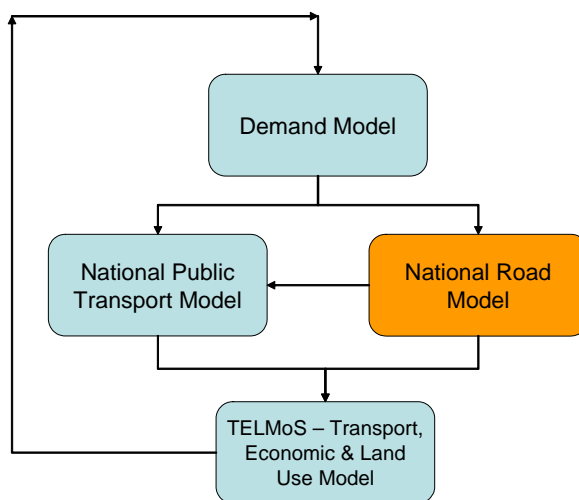 Demand Model
National Public
Transport Model
National Road
Model
TELMoS – Transport,
Economic & Land
Use Model